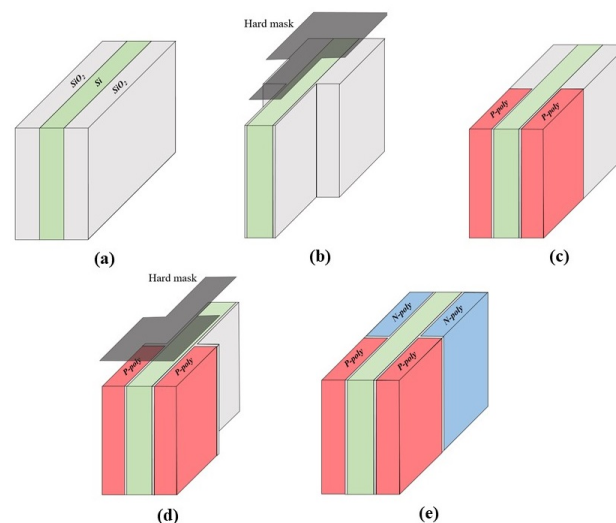 SiO2
Si
SiO2
(a)
Hard mask
(b)
P-poly
P-poly
(c)
Hard mask
P-poly
P-poly
(d)
N-poly
N-poly
P-poly
P-poly
(e)